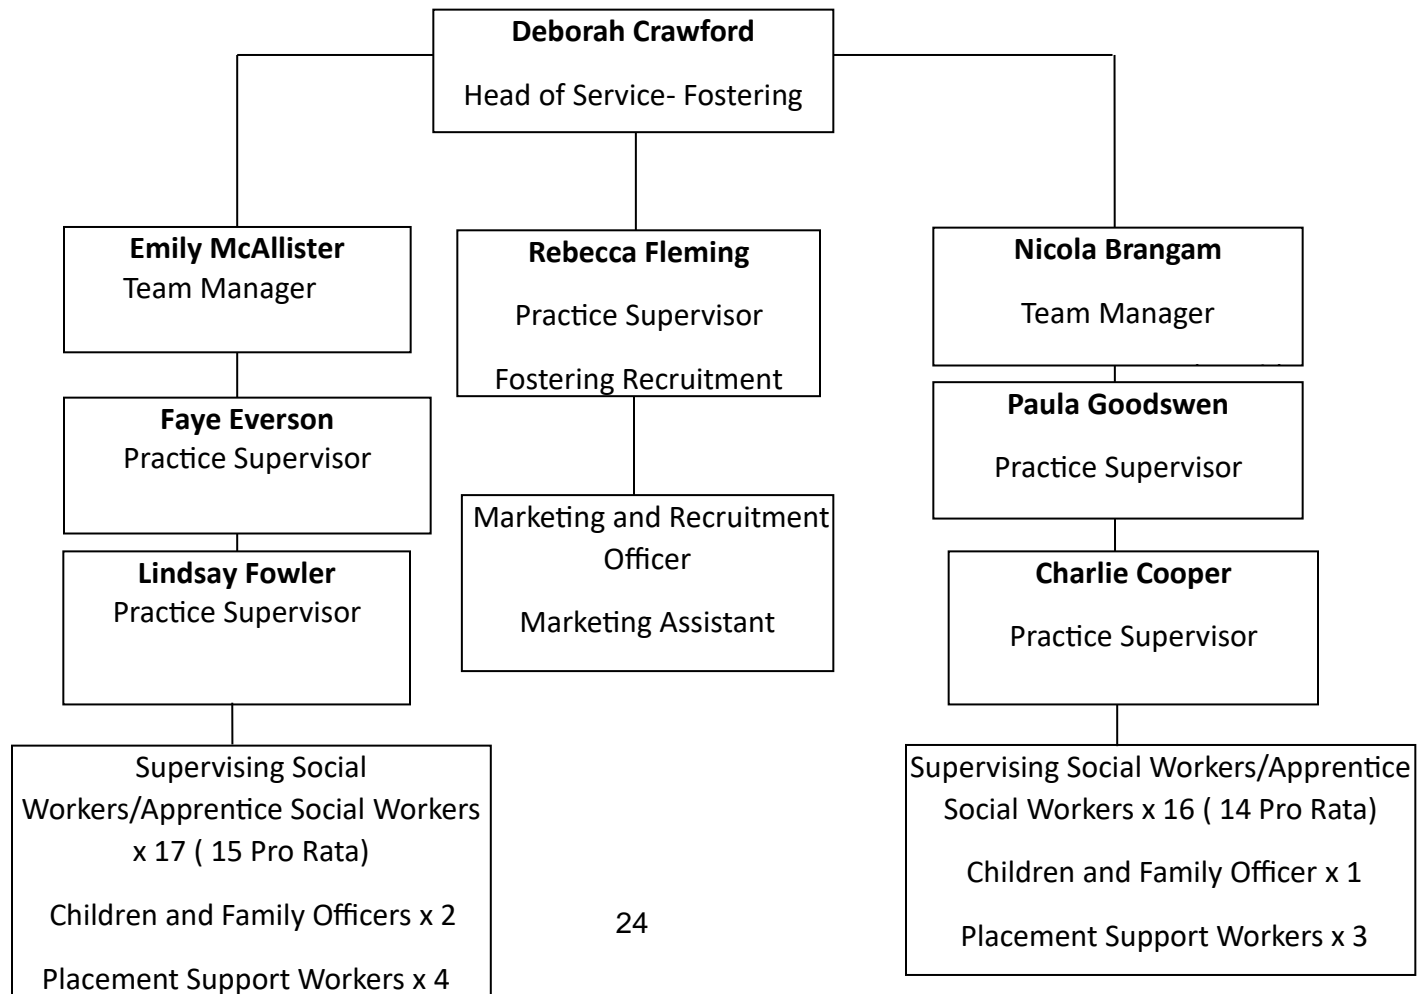 Deborah Crawford
Head of Service- Fostering
Emily McAllister
Team Manager
Rebecca Fleming
Practice Supervisor
Fostering Recruitment
Nicola Brangam
Team Manager
Faye Everson
Practice Supervisor
Paula Goodswen
Practice Supervisor
Marketing and Recruitment
Officer
Marketing Assistant
Lindsay Fowler
Practice Supervisor
Charlie Cooper
Practice Supervisor
Supervising Social
Workers/Apprentice Social Workers
x 17 ( 15 Pro Rata)
Children and Family Officers x 2
Placement Support Workers x 4
Supervising Social Workers/Apprentice
Social Workers x 16 ( 14 Pro Rata)
Children and Family Officer x 1
Placement Support Workers x 3
24